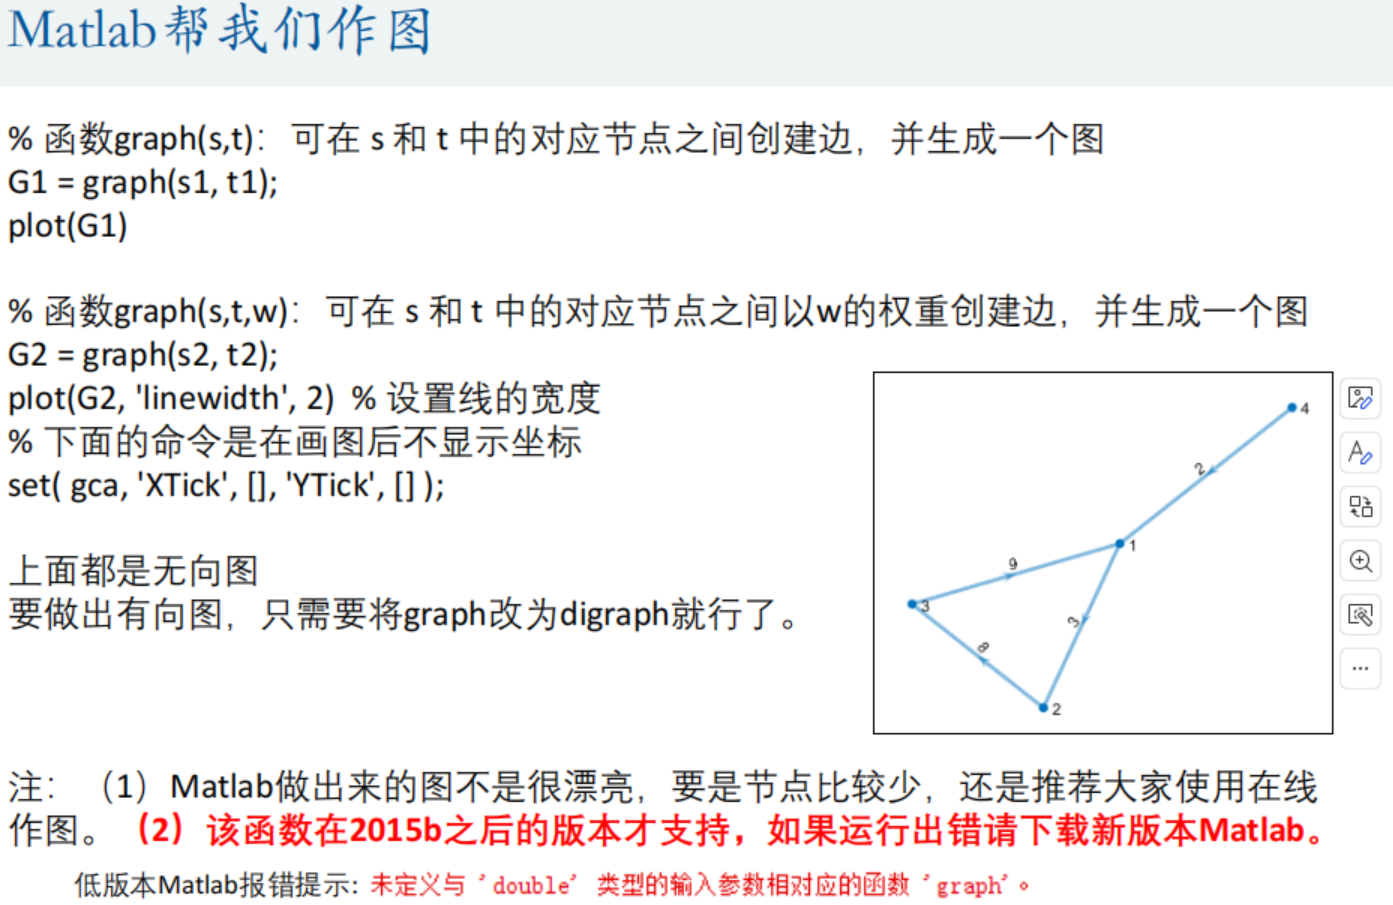 Matlab帮我们作图
% 函数graph(s,t)：可在 s 和 t 中的对应节点之间创建边，并生成一个图
G1 = graph(s1, t1);
plot(G1)
% 函数graph(s,t,w)：可在 s 和 t 中的对应节点之间以w的权重创建边，并生成一个图
G2 = graph(s2, t2);
plot(G2, 'linewidth', 2) % 设置线的宽度
% 下面的命令是在画图后不显示坐标
set( gca, 'XTick', [], 'YTick', [] );
上面都是无向图
要做出有向图，只需要将graph改为digraph就行了。
4
2
1
9
3
3
8
2
注：（1）Matlab做出来的图不是很漂亮，要是节点比较少，还是推荐大家使用在线
作图。（2）该函数在2015b之后的版本才支持，如果运行出错请下载新版本Matlab。
低版本Matlab报错提示: 未定义与 'double' 类型的输入参数相对应的函数 'graph'。